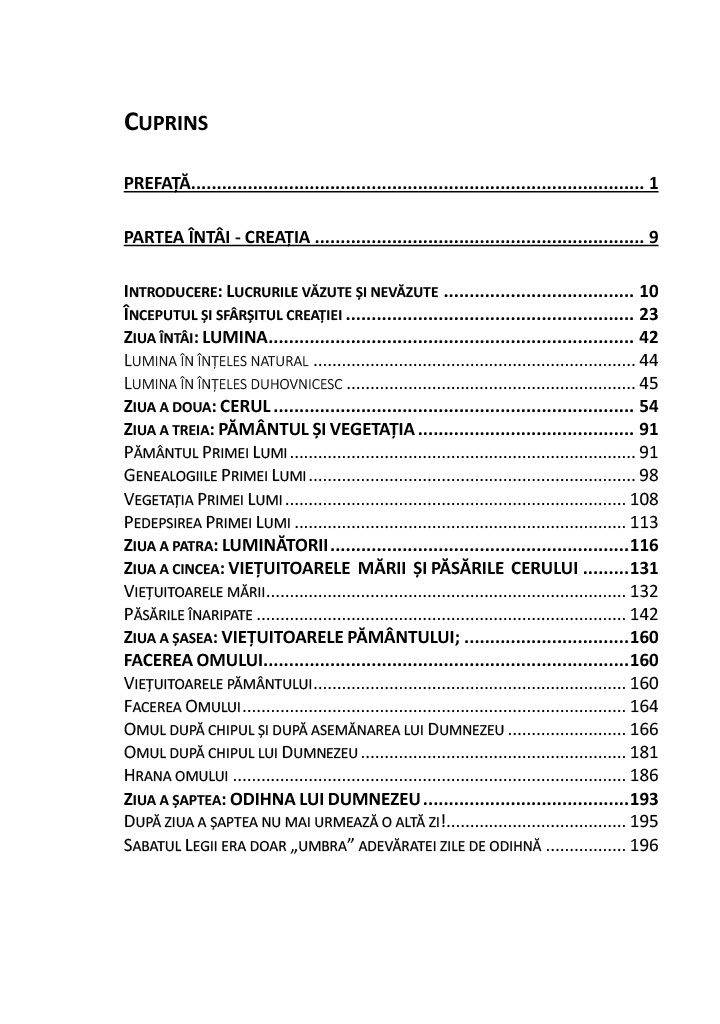 CUPRINS
PREFAȚĂ........................................................................................ 1
PARTEA ÎNTÂI - CREAȚIA ................................................................ 9
INTRODUCERE: LUCRURILE VĂZUTE ȘI NEVĂZUTE ..................................... 10
ÎNCEPUTUL ȘI SFÂRȘITUL CREAȚIEI ........................................................ 23
ZIUA ÎNTÂI: LUMINA....................................................................... 42
LUMINA ÎN ÎNȚELES NATURAL ............................................................... 44
LUMINA ÎN ÎNȚELES DUHOVNICESC ......................................................... 45
ZIUA A DOUA: CERUL ...................................................................... 54
ZIUA A TREIA: PĂMÂNTUL ȘI VEGETAȚIA .......................................... 91
PĂMÂNTUL PRIMEI LUMI .................................................................... 91
GENEALOGIILE PRIMEI LUMI ................................................................ 98
VEGETAȚIA PRIMEI LUMI ................................................................... 108
PEDEPSIREA PRIMEI LUMI ................................................................. 113
ZIUA A PATRA: LUMINĂTORII ..........................................................116
ZIUA A CINCEA: VIEȚUITOARELE MĂRII ȘI PĂSĂRILE CERULUI .........131
VIEȚUITOARELE MĂRII....................................................................... 132
PĂSĂRILE ÎNARIPATE ........................................................................ 142
ZIUA A ȘASEA: VIEȚUITOARELE PĂMÂNTULUI; ................................160
FACEREA OMULUI.......................................................................160
VIEȚUITOARELE PĂMÂNTULUI.............................................................. 160
FACEREA OMULUI........................................................................... 164
OMUL DUPĂ CHIPUL ȘI DUPĂ ASEMĂNAREA LUI DUMNEZEU ....................... 166
OMUL DUPĂ CHIPUL LUI DUMNEZEU .................................................... 181
HRANA OMULUI ............................................................................. 186
ZIUA A ȘAPTEA: ODIHNA LUI DUMNEZEU ........................................193
DUPĂ ZIUA A ȘAPTEA NU MAI URMEAZĂ O ALTĂ ZI!................................... 195
SABATUL LEGII ERA DOAR „UMBRA” ADEVĂRATEI ZILE DE ODIHNĂ ................. 196